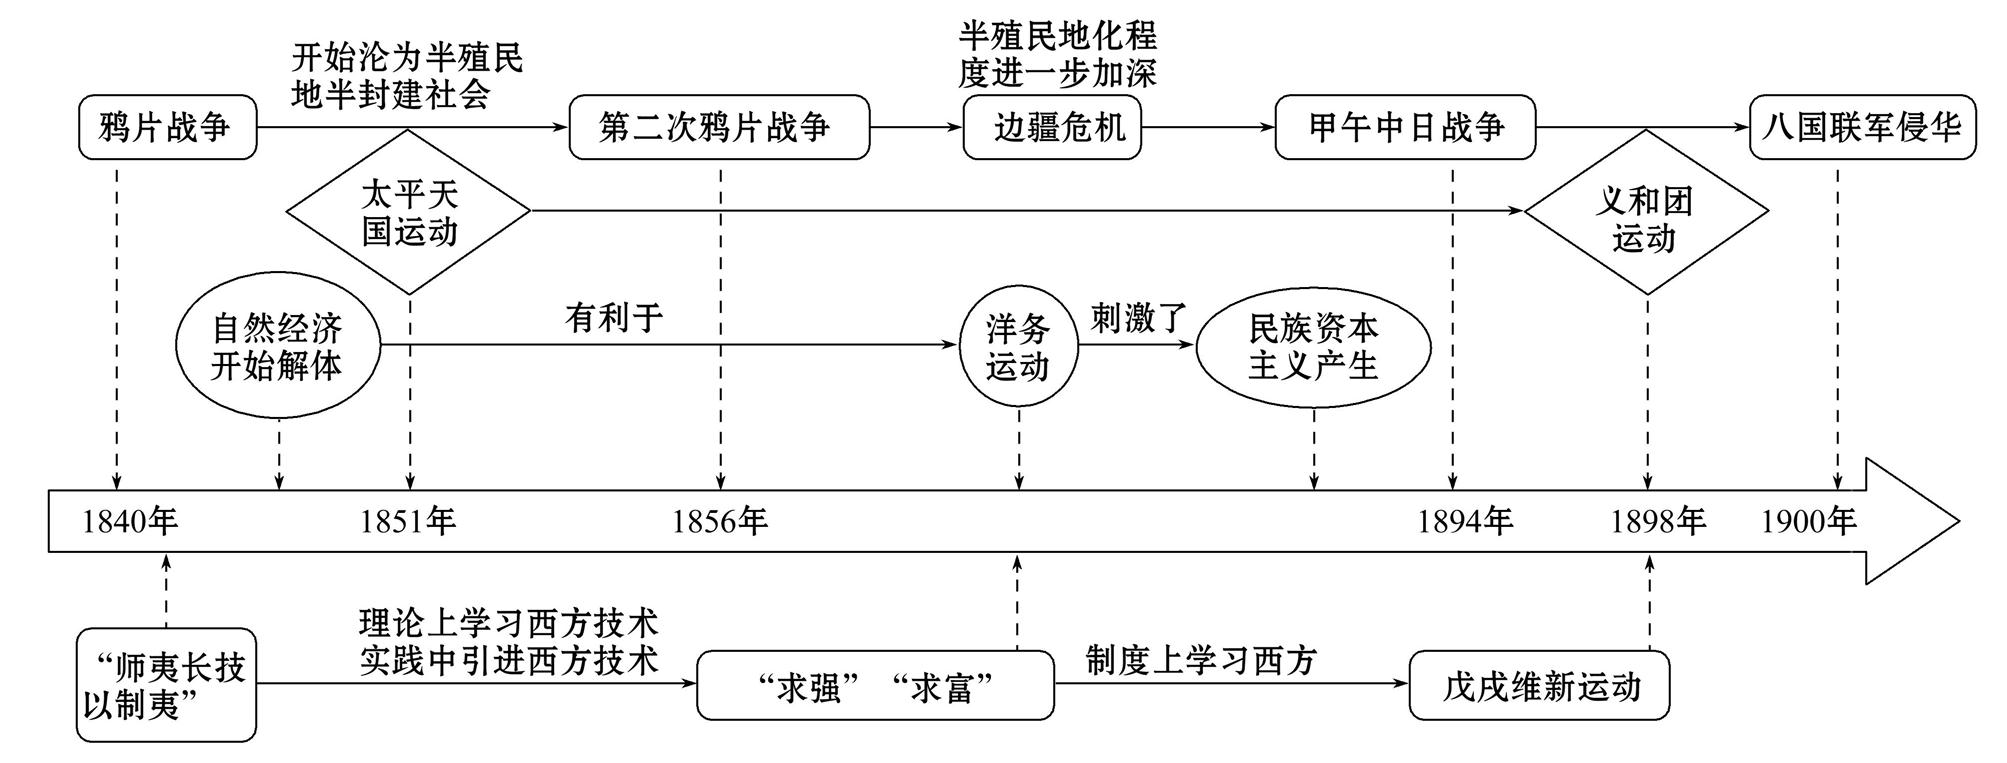 开始沦为半殖民
地半封建社会
半殖民地化程
度进一步加深
鸦片战争
第二次鸦片战争
边疆危机
甲午中日战争
八国联军侵华
太平天
国运动
义和团
运动
自然经济
开始解体
有利于
洋务
运动
刺激了
民族资本
主义产生
1840年
1851年
1856年
1894年
1898年
1900年
“师夷长技
以制夷”
理论上学习西方技术
实践中引进西方技术
“求强” “求富”
制度上学习西方
戊戌维新运动